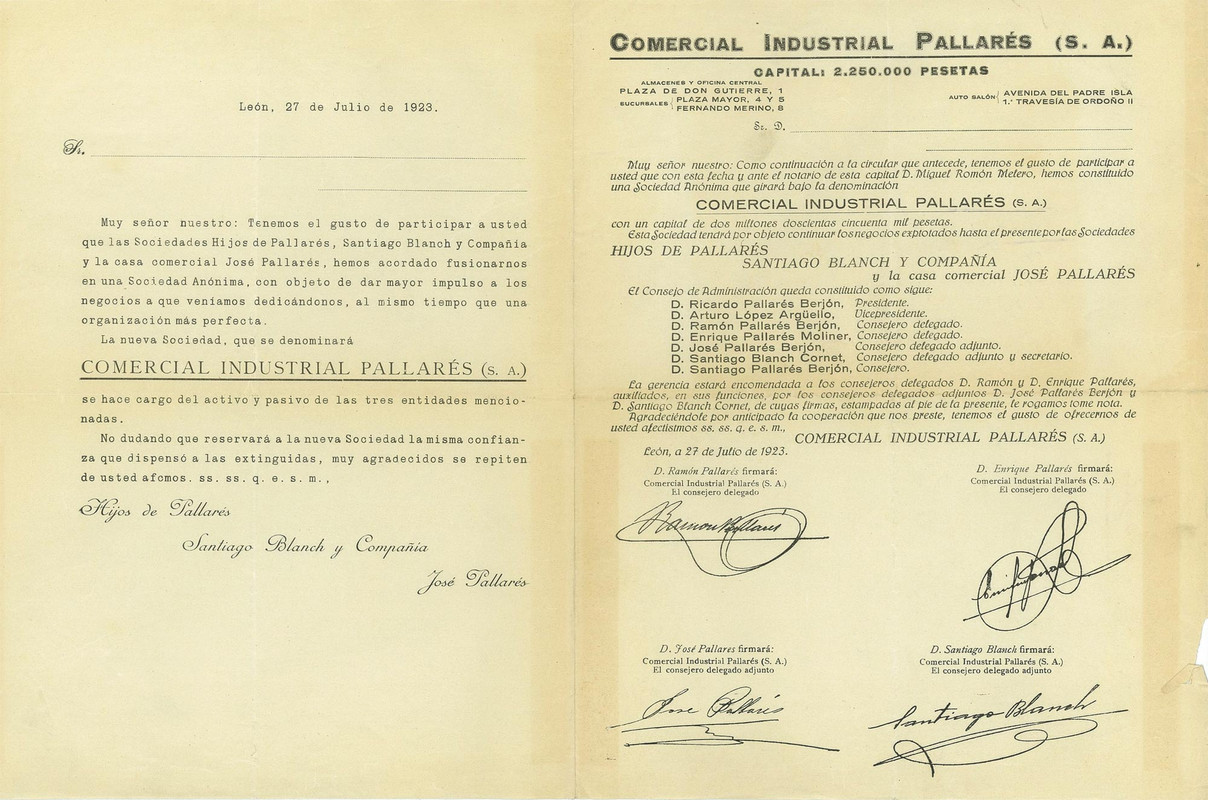 León, 27 de Julio de 1923.
Sr.
Muy señor nuestro: Tenemos el gusto de participar a usted
que las Sociedades Hijos de Pallarés, Santiago Blanch y Compañía
y la casa comercial José Pallarés, hemos acordado fusionarnos
en una Sociedad Anónima, con objeto de dar mayor impulso a los
negocios a que veníamos dedicándonos, al mismo tiempo que una
organización más perfecta.
La nueva Sociedad, que se denominará
COMERCIAL INDUSTRIAL PALLARÉS (S. A.)
se hace cargo del activo y pasivo de las tres entidades mencio-
nadas.
No dudando que reservará a la nueva Sociedad la misma confian-
za que dispensó a las extinguidas, muy agradecidos se repiten
de usted afcmos. ss. ss. q. e. s. m.,
Hijos de Pallarés
Santiago Blanch y Compañía
José Pallarés
COMERCIAL INDUSTRIAL PALLARÉS (S. A.)
CAPITAL: 2.250.000 PESETAS
ALMACENES Y OFICINA CENTRAL
PLAZA DE DON GUTIERRE, 1
SUCURSALES PLAZA MAYOR, 4 Y 5
FERNANDO MERINO, 8
AUTO SALÓN AVENIDA DEL PADRE ISLA
1.ª TRAVESÍA DE ORDOÑO II
Sr. D.
Muy señor nuestro: Como continuación a la circular que antecede, tenemos el gusto de participar a
usted que con esta fecha y ante el notario de esta capital D. Miguel Romón Melero, hemos constituído
una Sociedad Anónima que girará bajo la denominación
COMERCIAL INDUSTRIAL PALLARÉS (S. A.)
con un capital de dos millones doscientas cincuenta mil pesetas.
Esta Sociedad tendrá por objeto continuar los negocios explotados hasta el presente por las Sociedades
HIJOS DE PALLARÉS
SANTIAGO BLANCH Y COMPAÑÍA
y la casa comercial JOSÉ PALLARÉS
El Consejo de Administración queda constituído como sigue:
D. Ricardo Pallarés Berjón, Presidente.
D. Arturo López Argüello, Vicepresidente.
D. Ramón Pallarés Berjón, Consejero delegado.
D. Enrique Pallarés Moliner, Consejero delegado.
D. José Pallarés Berjón, Consejero delegado adjunto.
D. Santiago Blanch Cornet, Consejero delegado adjunto y secretario.
D. Santiago Pallarés Berjón, Consejero.
La gerencia estará encomendada a los consejeros delegados D. Ramón y D. Enrique Pallarés,
auxiliados, en sus funciones, por los consejeros delegados adjuntos D. José Pallarés Berjón y
D. Santiago Blanch Cornet, de cuyas firmas, estampadas al pie de la presente, le rogamos tome nota.
Agradeciéndole por anticipado la cooperación que nos preste, tenemos el gusto de ofrecernos de
usted afectísimos ss. ss. q. e. s. m.,
COMERCIAL INDUSTRIAL PALLARÉS (S. A.)
León, a 27 de Julio de 1923.
D. Ramón Pallarés firmará:
Comercial Industrial Pallarés (S. A.)
El consejero delegado
Ramon Pallarés
D. Enrique Pallarés firmará:
Comercial Industrial Pallarés (S. A.)
El consejero delegado
D. José Pallares firmará:
Comercial Industrial Pallarés (S. A.)
El consejero delegado adjunto
Jose Pallarés
D. Santiago Blanch firmará:
Comercial Industrial Pallarés (S. A.)
El consejero delegado adjunto
Santiago Blanch